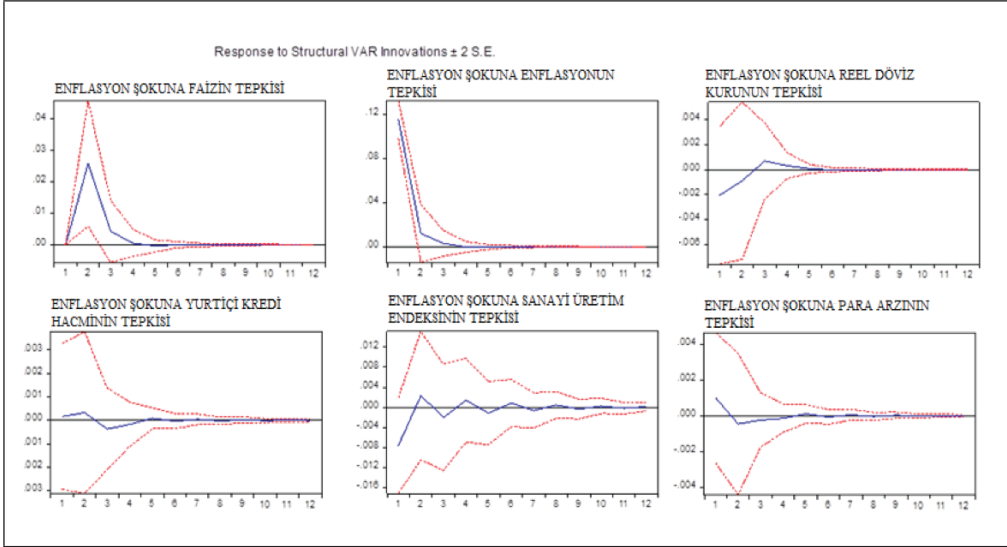 Response to Structural VAR Innovations ± 2 S.E.
ENFLASYON ŞOKUNA FAİZİN TEPKİSİ
.04
.03
.02
.01
.00
1 2 3 4 5 6 7 8 9 10 11 12
ENFLASYON ŞOKUNA ENFLASYONUN
TEPKİSİ
.12
.08
.04
.00
1 2 3 4 5 6 7 8 9 10 11 12
ENFLASYON ŞOKUNA REEL DÖVİZ
KURUNUN TEPKİSİ
.004
.002
.000
-.002
-.004
-.006
1 2 3 4 5 6 7 8 9 10 11 12
ENFLASYON ŞOKUNA YURTİÇİ KREDİ
HACMİNİN TEPKİSİ
.003
.002
.001
.000
.001
.002
.003
1 2 3 4 5 6 7 8 9 10 11 12
ENFLASYON ŞOKUNA SANAYİ ÜRETİM
ENDEKSİNİN TEPKİSİ
.012
.008
.004
.000
-.004
-.008
-.012
-.016
1 2 3 4 5 6 7 8 9 10 11 12
ENFLASYON ŞOKUNA PARA ARZININ
TEPKİSİ
.004
.002
.000
-.002
-.004
1 2 3 4 5 6 7 8 9 10 11 12